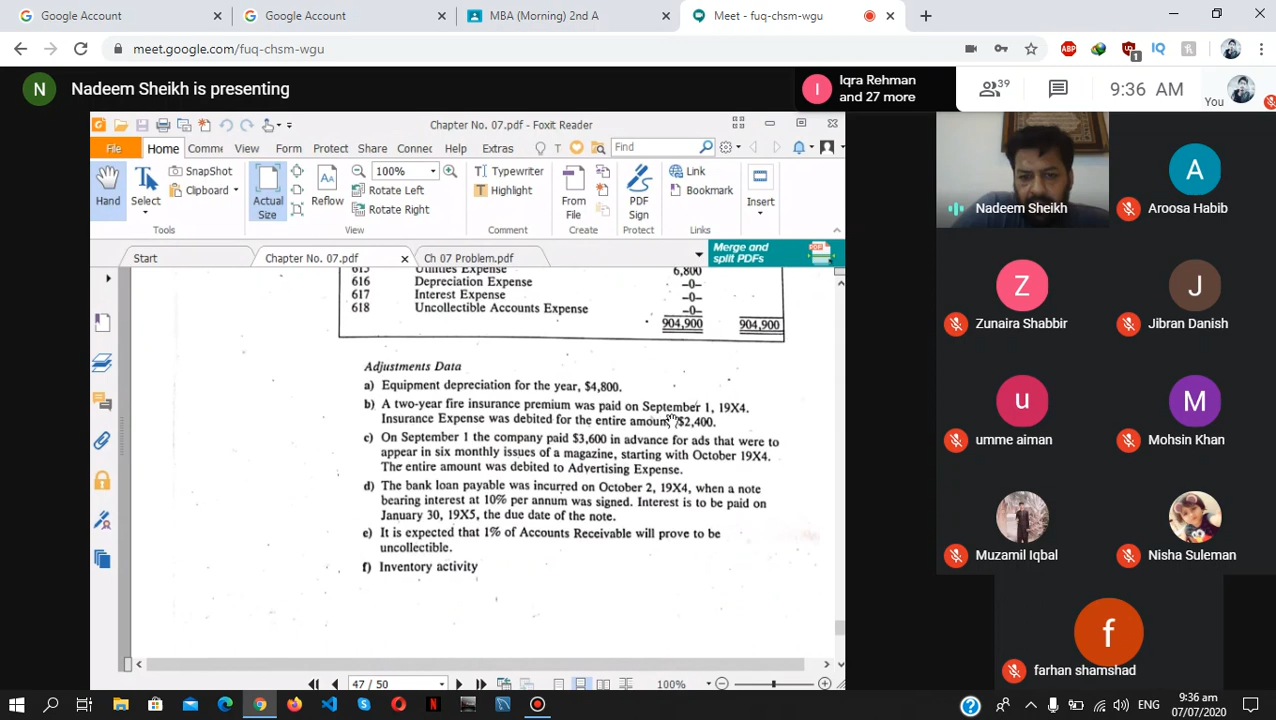 Google Account
Google Account
MBA (Morning) 2nd A
Meet - fuq-chsm-wgu
meet.google.com/fuq-chsm-wgu
ABP
1
IQ
N
Nadeem Sheikh is presenting
I
Iqra Rehman
and 27 more
39
9:36 AM
You
Chapter No. 07.pdf - Foxit Reader
File
Home
Comme
View
Form
Protect
Share
Connec
Help
Extras
Find
Hand
Select
SnapShot
Clipboard
Actual
Size
Reflow
100%
Rotate Left
Rotate Right
Typewriter
Highlight
From
File
PDF
Sign
Link
Bookmark
Insert
Tools
View
Comment
Create
Protect
Links
Start
Chapter No. 07.pdf
Ch 07 Problem.pdf
Merge and
split PDFs
615 Utilities Expense 6,800
616 Depreciation Expense –0–
617 Interest Expense –0–
618 Uncollectible Accounts Expense –0–
904,900 904,900
Adjustments Data
a) Equipment depreciation for the year, $4,800.
b) A two-year fire insurance premium was paid on September 1, 19X4.
Insurance Expense was debited for the entire amount $2,400.
c) On September 1 the company paid $3,600 in advance for ads that were to
appear in six monthly issues of a magazine, starting with October 19X4.
The entire amount was debited to Advertising Expense.
d) The bank loan payable was incurred on October 2, 19X4, when a note
bearing interest at 10% per annum was signed. Interest is to be paid on
January 30, 19X5, the due date of the note.
e) It is expected that 1% of Accounts Receivable will prove to be
uncollectible.
f) Inventory activity
47 / 50
100%
Nadeem Sheikh
A
Aroosa Habib
Z
Zunaira Shabbir
J
Jibran Danish
u
umme aiman
M
Mohsin Khan
Muzamil Iqbal
Nisha Suleman
f
farhan shamshad
9:36 am
07/07/2020